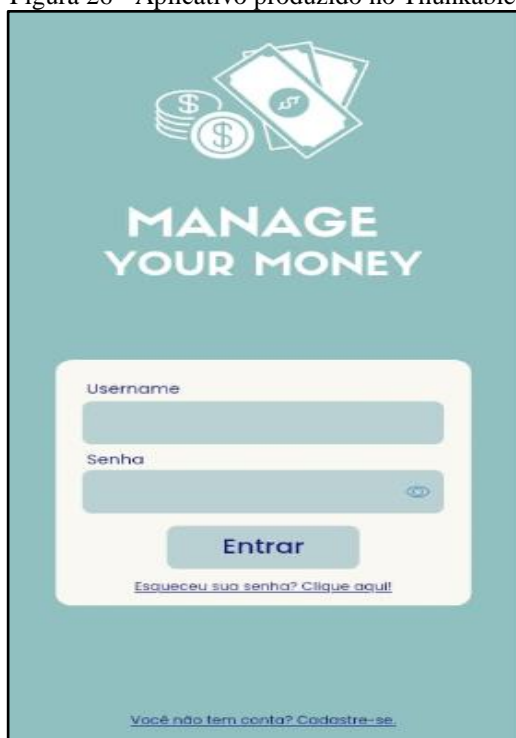 Figura 26 - Aplicativo produzido no Thunkable
MANAGE
YOUR MONEY
Username
Senha
Entrar
Esqueceu sua senha? Clique aqui!
Você não tem conta? Cadastre-se.